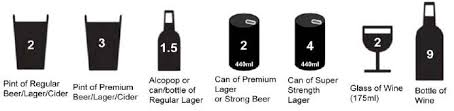 2
3
1.5
2
440ml
4
440ml
2
9
Pint of Regular
Beer/Lager/Cider
Pint of Premium
Beer/Lager/Cider
Alcopop or
can/bottle of
Regular Lager
Can of Premium
Lager
or Strong Beer
Can of Super
Strength
Lager
Glass of Wine
(175ml)
Bottle of
Wine